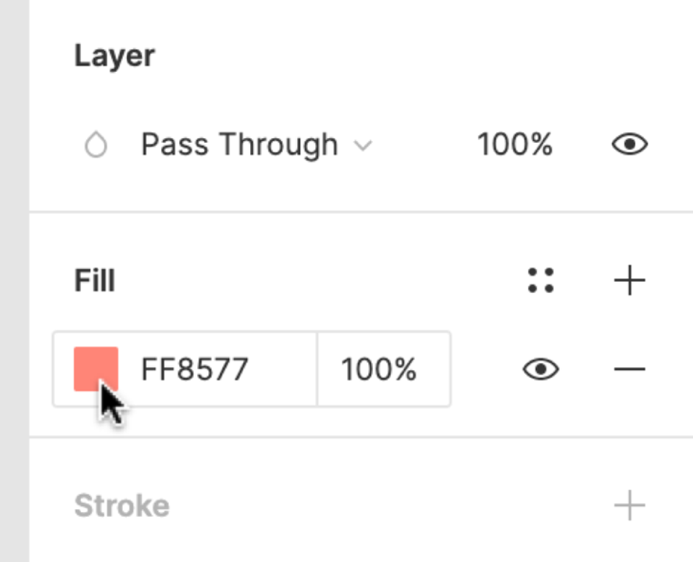 Layer
Pass Through 100%
Fill
FF8577 100%
Stroke